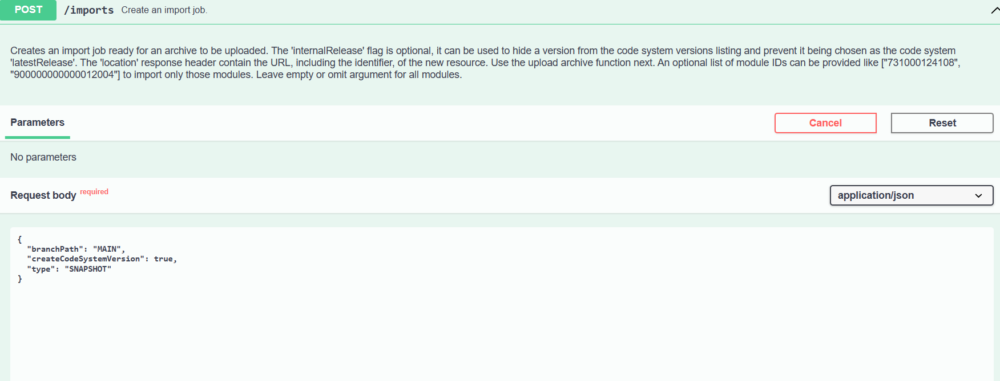 POST /imports Create an import job.
Creates an import job ready for an archive to be uploaded. The 'internalRelease' flag is optional, it can be used to hide a version from the code system versions listing and prevent it being chosen as the code system
'latestRelease'. The 'location' response header contain the URL, including the identifier, of the new resource. Use the upload archive function next. An optional list of module IDs can be provided like ["731000124108",
"900000000000012004"] to import only those modules. Leave empty or omit argument for all modules.
Parameters Cancel Reset
No parameters
Request body required application/json
{
  "branchPath": "MAIN",
  "createCodeSystemVersion": true,
  "type": "SNAPSHOT"
}